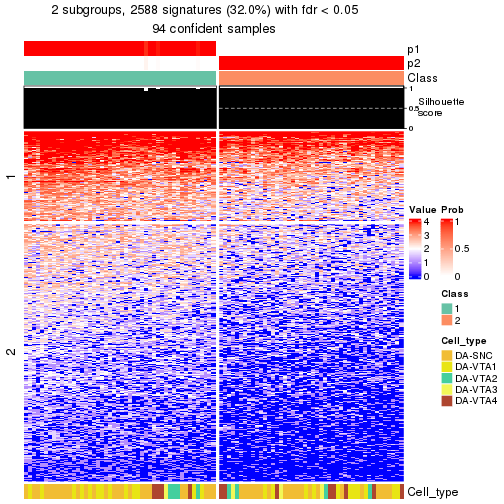 2 subgroups, 2588 signatures (32.0%) with fdr < 0.05
94 confident samples
p1
p2
Class
1
0.5
0
Silhouette
score
1
2
Value
4
3
2
1
0
Prob
1
0.5
0
Class
1
2
Cell_type
DA-SNC
DA-VTA1
DA-VTA2
DA-VTA3
DA-VTA4
Cell_type